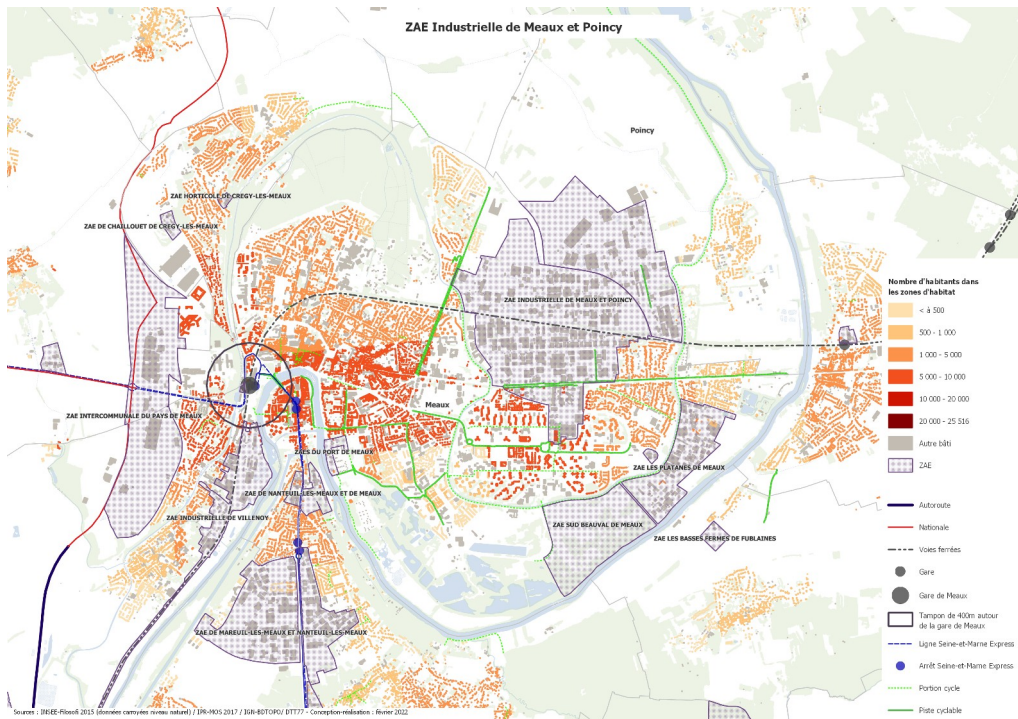 ZAE Industrielle de Meaux et Poincy
Poincy
ZAE HORTICOLE DE CREGY-LES-MEAUX
ZAE DE CHAILLOUET DE CREGY-LES-MEAUX
ZAE INDUSTRIELLE DE MEAUX ET POINCY
Meaux
ZAE INTERCOMMUNALE DU PAYS DE MEAUX
ZAES DU PORT DE MEAUX
ZAE LES PLATANES DE MEAUX
ZAE DE NANTEUIL-LES-MEAUX ET DE MEAUX
ZAE INDUSTRIELLE DE VILLENOY
ZAE SUD BEAUVAL DE MEAUX
ZAE LES BASSES FERMES DE FUBLAINES
ZAE DE MAREUIL-LES-MEAUX ET NANTEUIL-LES-MEAUX
Nombre d'habitants dans
les zones d'habitat
< à 500
500 - 1 000
1 000 - 5 000
5 000 - 10 000
10 000 - 20 000
20 000 - 25 516
Autre bâti
ZAE
Autoroute
Nationale
Voies ferrées
Gare
Gare de Meaux
Tampon de 400m autour
de la gare de Meaux
Ligne Seine-et-Marne Express
Arrêt Seine-et-Marne Express
Portion cycle
Piste cyclable
Sources : INSEE-Filosofi 2015 (données carroyées niveau naturel) / IPR-MOS 2017 / IGN-BDTOPO/ DTT77 - Conception-réalisation : février 2022